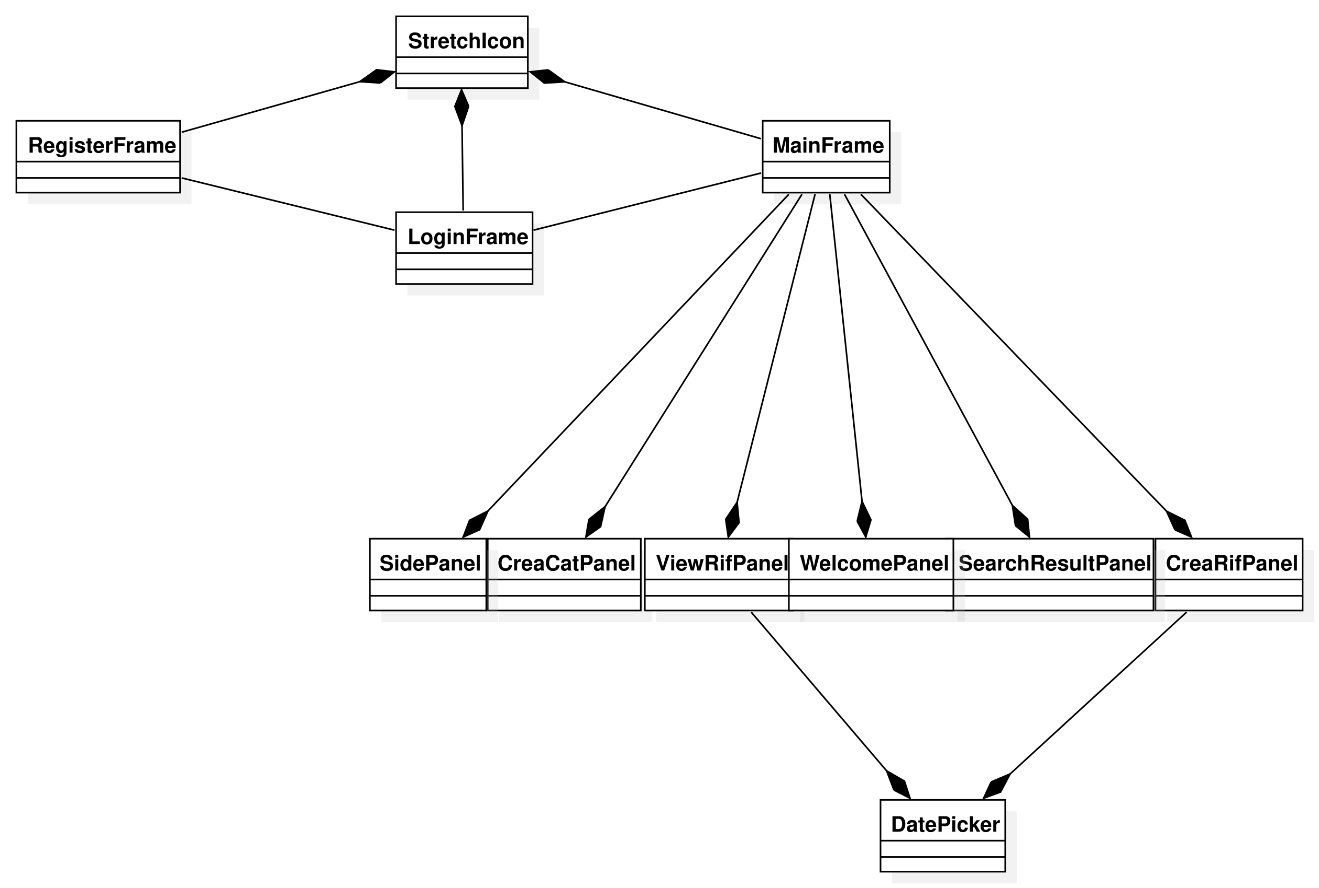 StretchIcon
RegisterFrame
MainFrame
LoginFrame
SidePanel
CreaCatPanel
ViewRifPanel
WelcomePanel
SearchResultPanel
CreaRifPanel
DatePicker